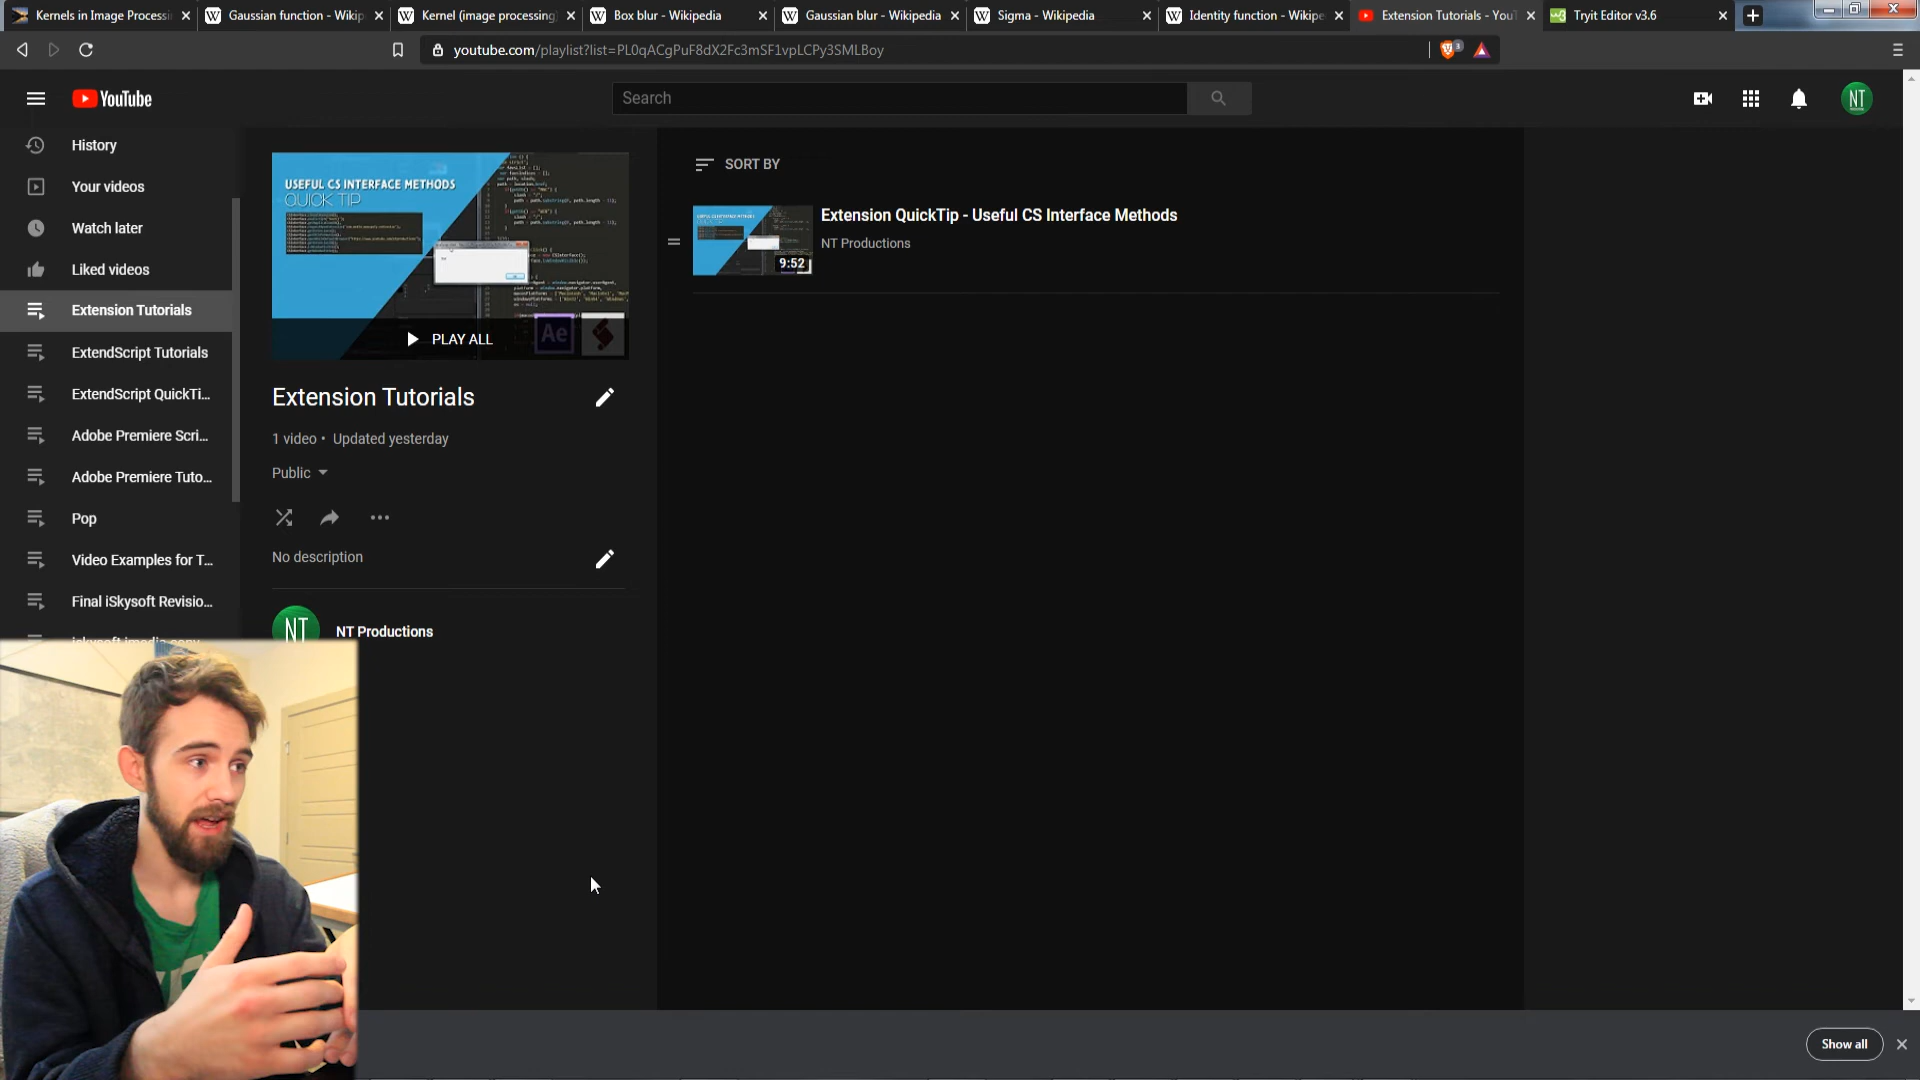 Kernels in Image Processi
Gaussian function - Wikip
Kernel (image processing)
Box blur - Wikipedia
Gaussian blur - Wikipedia
Sigma - Wikipedia
Identity function - Wikipe
Extension Tutorials - YouT
Tryit Editor v3.6
youtube.com/playlist?list=PL0qACgPuF8dX2Fc3mSF1vpLCPy3SMLBoy
3
YouTube
Search
NT
History
Your videos
Watch later
Liked videos
Extension Tutorials
ExtendScript Tutorials
ExtendScript QuickTi...
Adobe Premiere Scri...
Adobe Premiere Tuto...
Pop
Video Examples for T...
Final iSkysoft Revisio...
USEFUL CS INTERFACE METHODS
QUICK TIP
Ae
PLAY ALL
Extension Tutorials
1 video • Updated yesterday
Public
No description
NT
NT Productions
SORT BY
Extension QuickTip - Useful CS Interface Methods
NT Productions
9:52
Show all